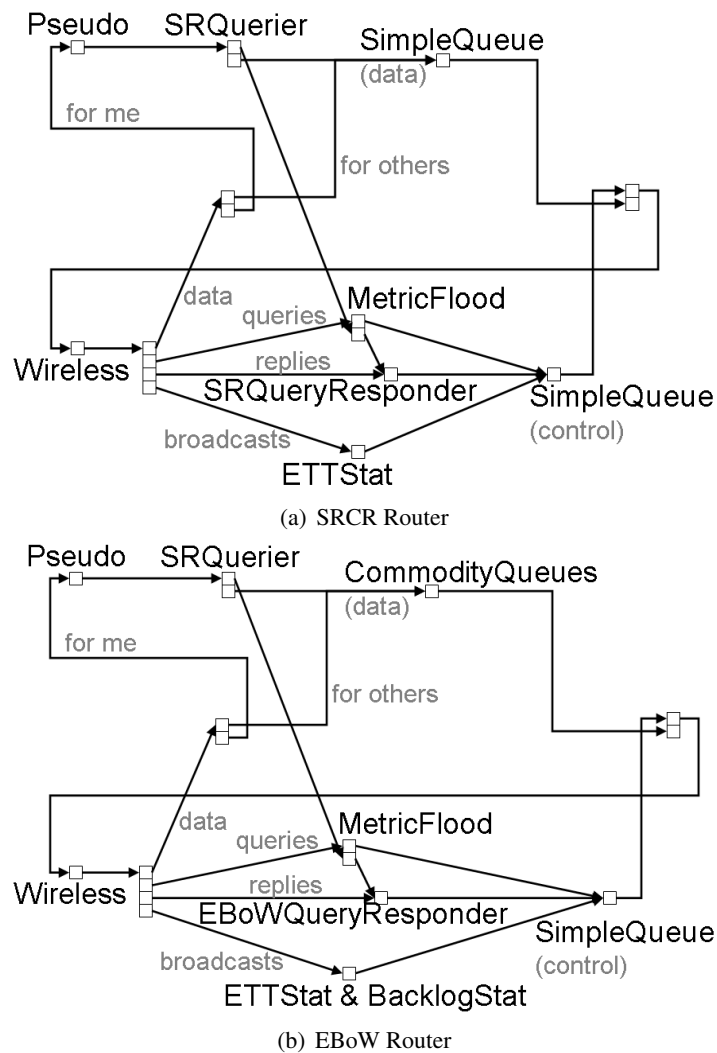 Pseudo
SRQuerier
SimpleQueue
(data)
for me
for others
data
MetricFlood
queries
Wireless
replies
SRQueryResponder
SimpleQueue
(control)
broadcasts
ETTStat
(a) SRCR Router
Pseudo
SRQuerier
CommodityQueues
(data)
for me
for others
data
MetricFlood
queries
Wireless
replies
EBoWQueryResponder
SimpleQueue
(control)
broadcasts
ETTStat & BacklogStat
(b) EBoW Router